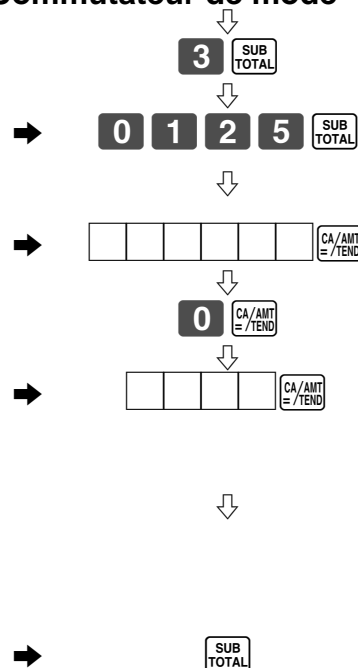 Commutateur de mode
3 SUB TOTAL
0 1 2 5 SUB TOTAL
CA/AMT = /TEND
0 CA/AMT = /TEND
CA/AMT = /TEND
SUB TOTAL